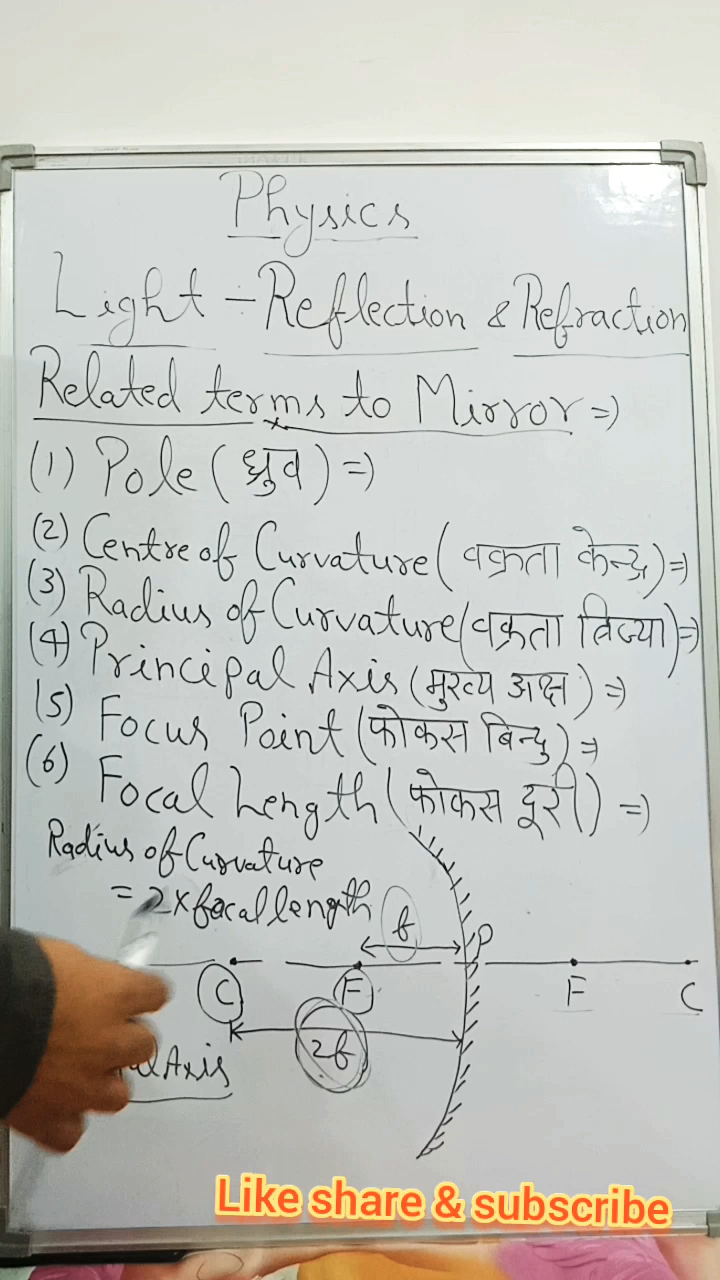 Physics
Light - Reflection & Refraction
Related terms to Mirror =>
(1) Pole (ध्रुव) =>
(2) Centre of Curvature (वक्रता केन्द्र) =>
(3) Radius of Curvature (वक्रता त्रिज्या) =>
(4) Principal Axis (मुख्य अक्ष) =>
(5) Focus Point (फोकस बिन्दु) =>
(6) Focal Length (फोकस दूरी) =>
Radius of Curvature
= 2 x focal length
f
P
C F F C
2f
Axis
Like share & subscribe